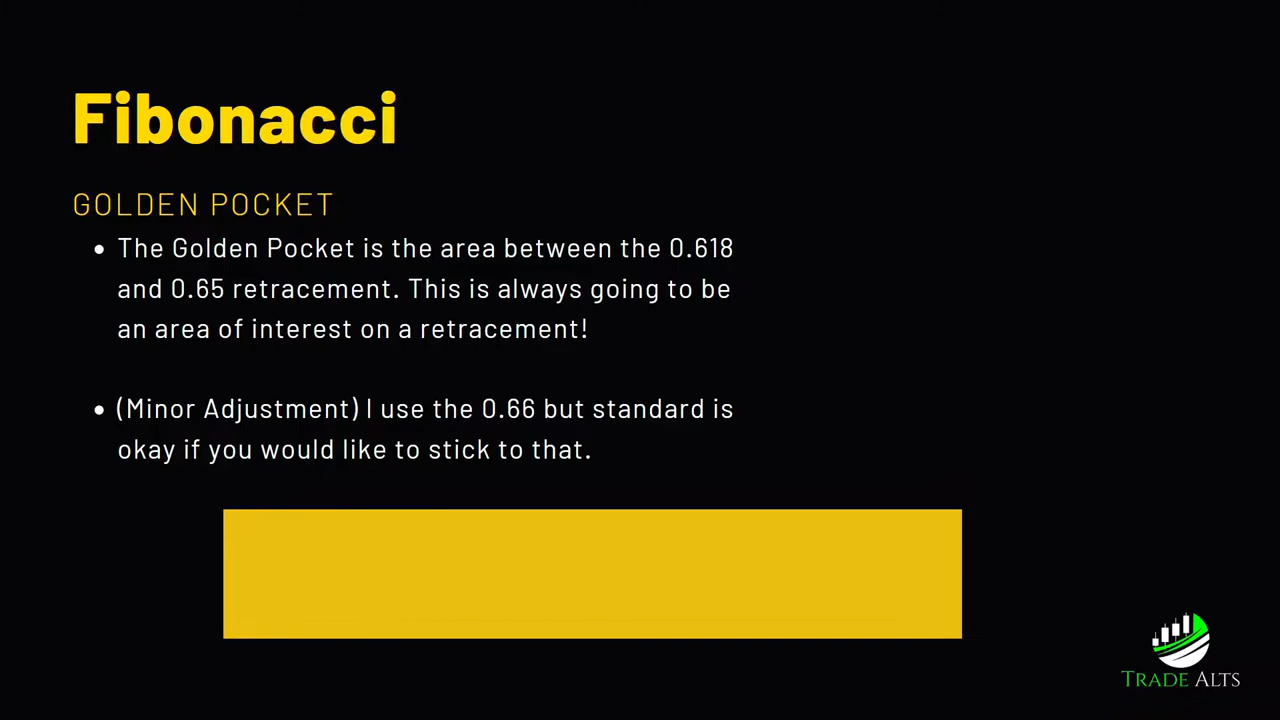 Fibonacci
GOLDEN POCKET
• The Golden Pocket is the area between the 0.618
and 0.65 retracement. This is always going to be
an area of interest on a retracement!
• (Minor Adjustment) I use the 0.66 but standard is
okay if you would like to stick to that.
TRADE ALTS